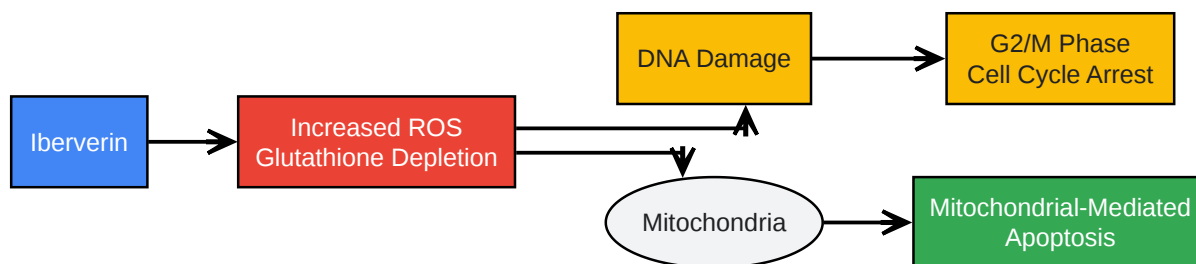 Iberverin
Increased ROS
Glutathione Depletion
DNA Damage
G2/M Phase
Cell Cycle Arrest
Mitochondria
Mitochondrial-Mediated
Apoptosis